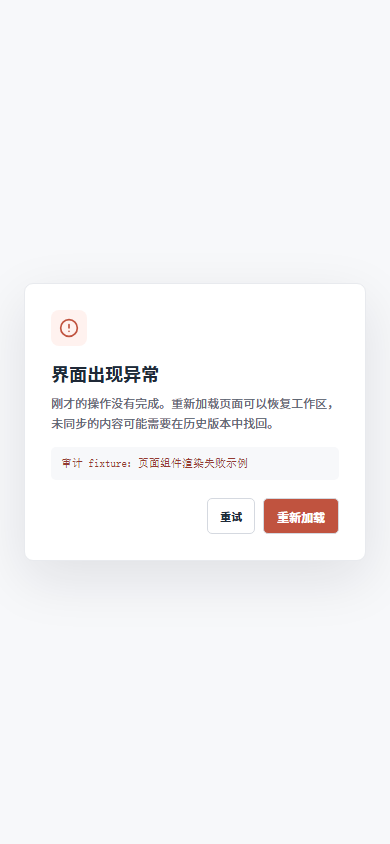 界面出现异常
刚才的操作没有完成。重新加载页面可以恢复工作区，
未同步的内容可能需要在历史版本中找回。
审计 fixture: 页面组件渲染失败示例
重试
重新加载